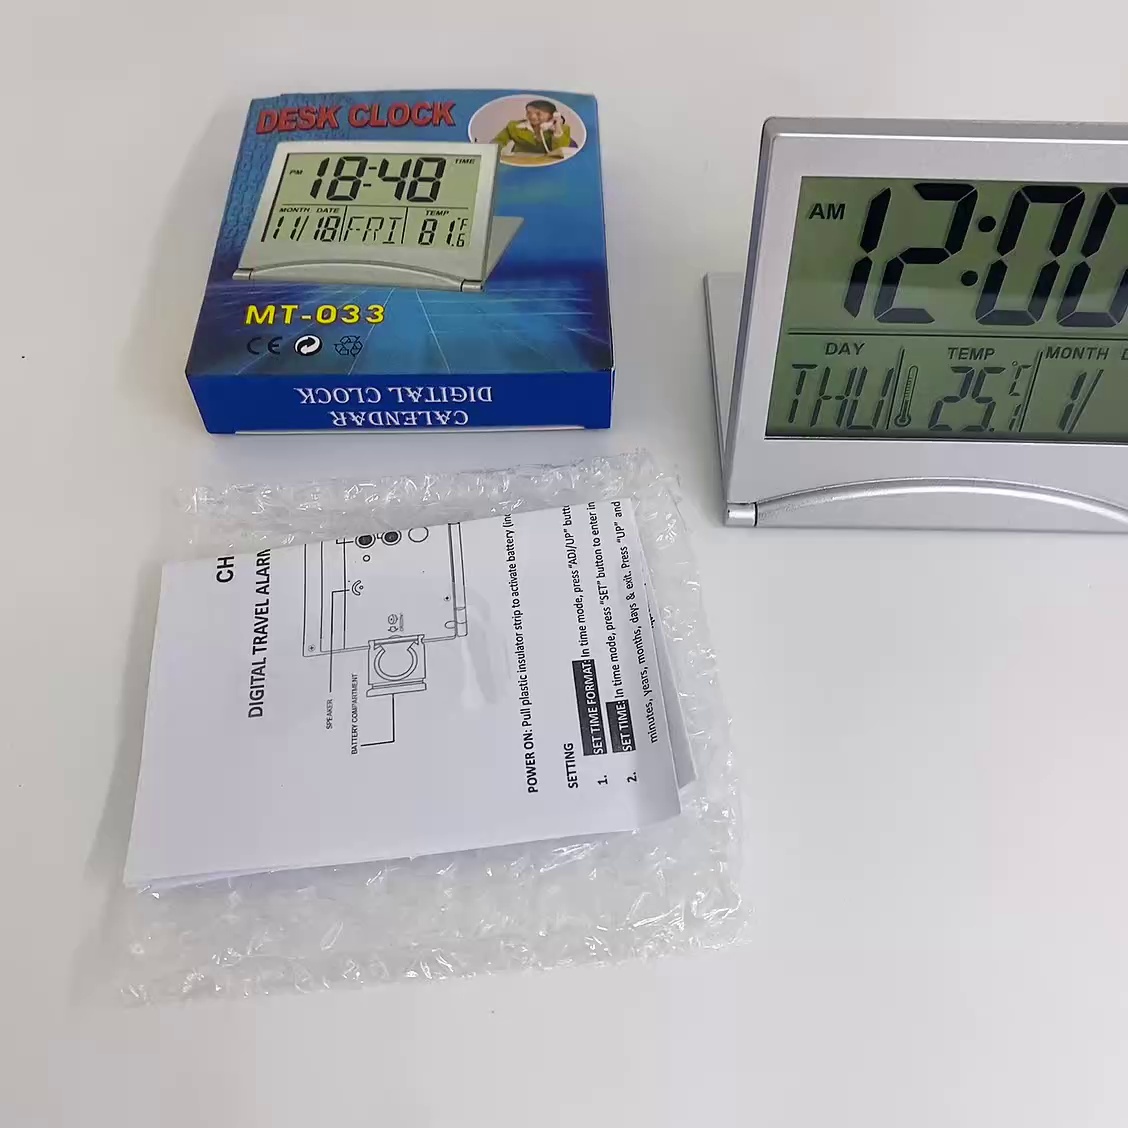 DESK CLOCK
PM 18:48 TIME
MONTH DATE TEMP
11/18 FRI 81.6 °F
MT-033
CE
CALENDAR
DIGITAL CLOCK
AM 12:00
DAY TEMP MONTH D
THU 25.1 °C 1/
CH
DIGITAL TRAVEL ALARM
SPEAKER
BATTERY COMPARTMENT
POWER ON: Pull plastic insulator strip to activate battery (inc
SETTING
1. SET TIME FORMAT: In time mode, press "ADJ/UP" butt
2. SET TIME: In time mode, press "SET" button to enter in
minutes, years, months, days & exit. Press "UP" and